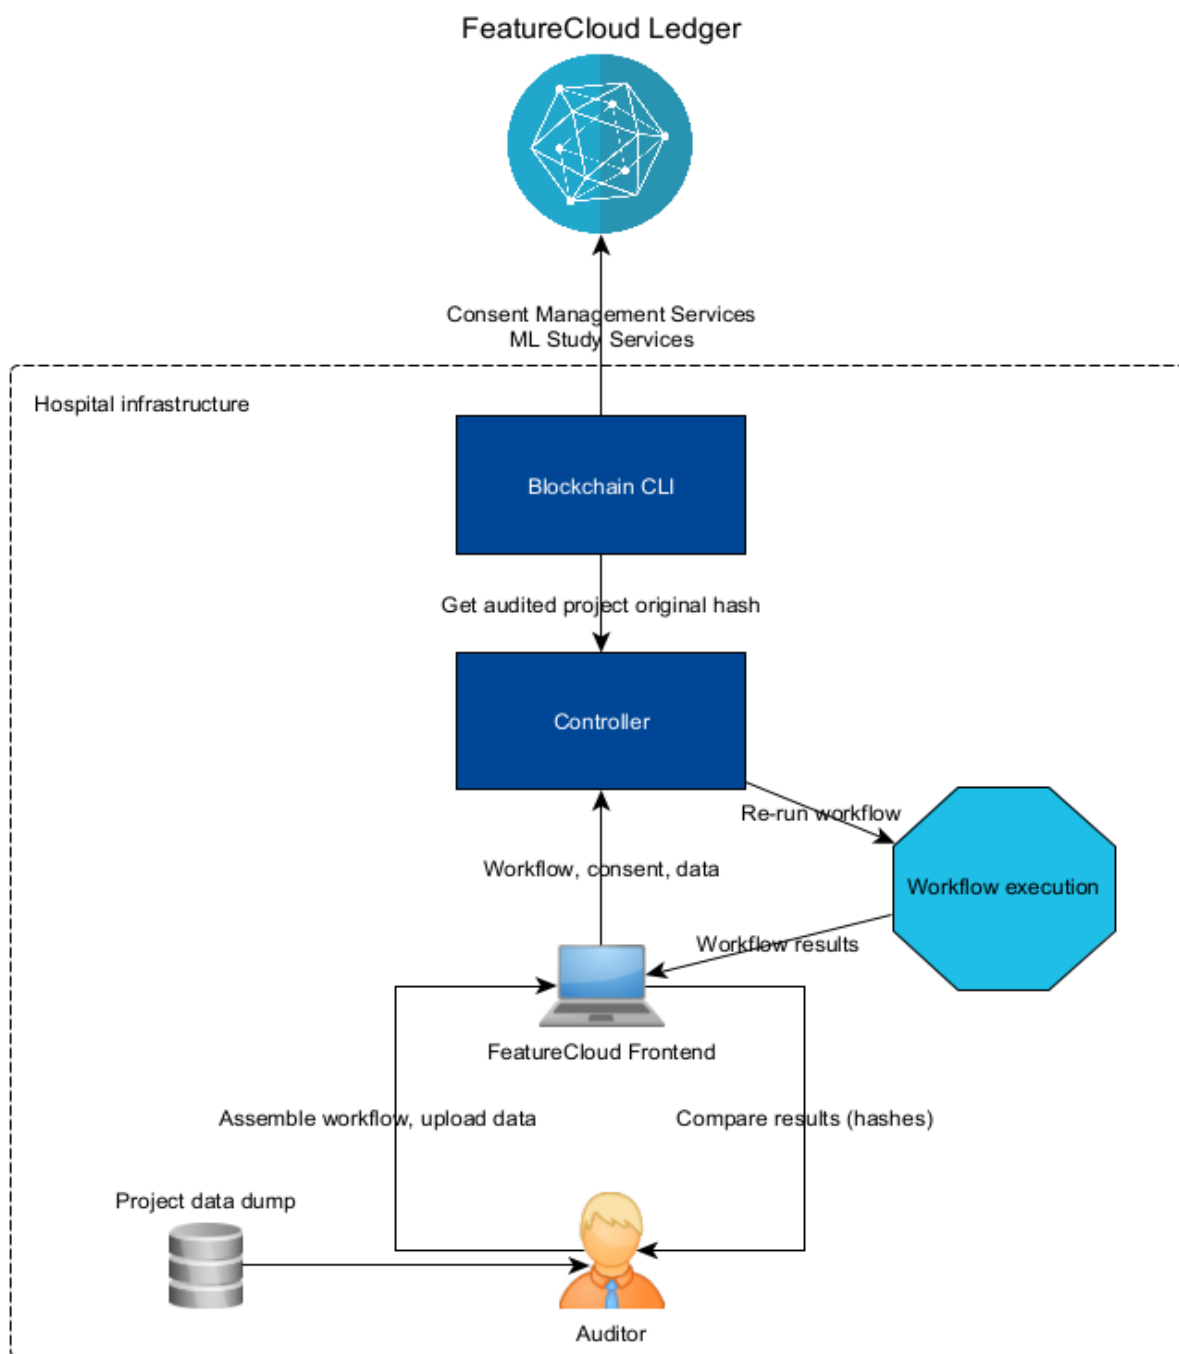 FeatureCloud Ledger
Consent Management Services
ML Study Services
Hospital infrastructure
Blockchain CLI
Get audited project original hash
Controller
Re-run workflow
Workflow, consent, data
Workflow execution
Workflow results
FeatureCloud Frontend
Assemble workflow, upload data
Compare results (hashes)
Project data dump
Auditor